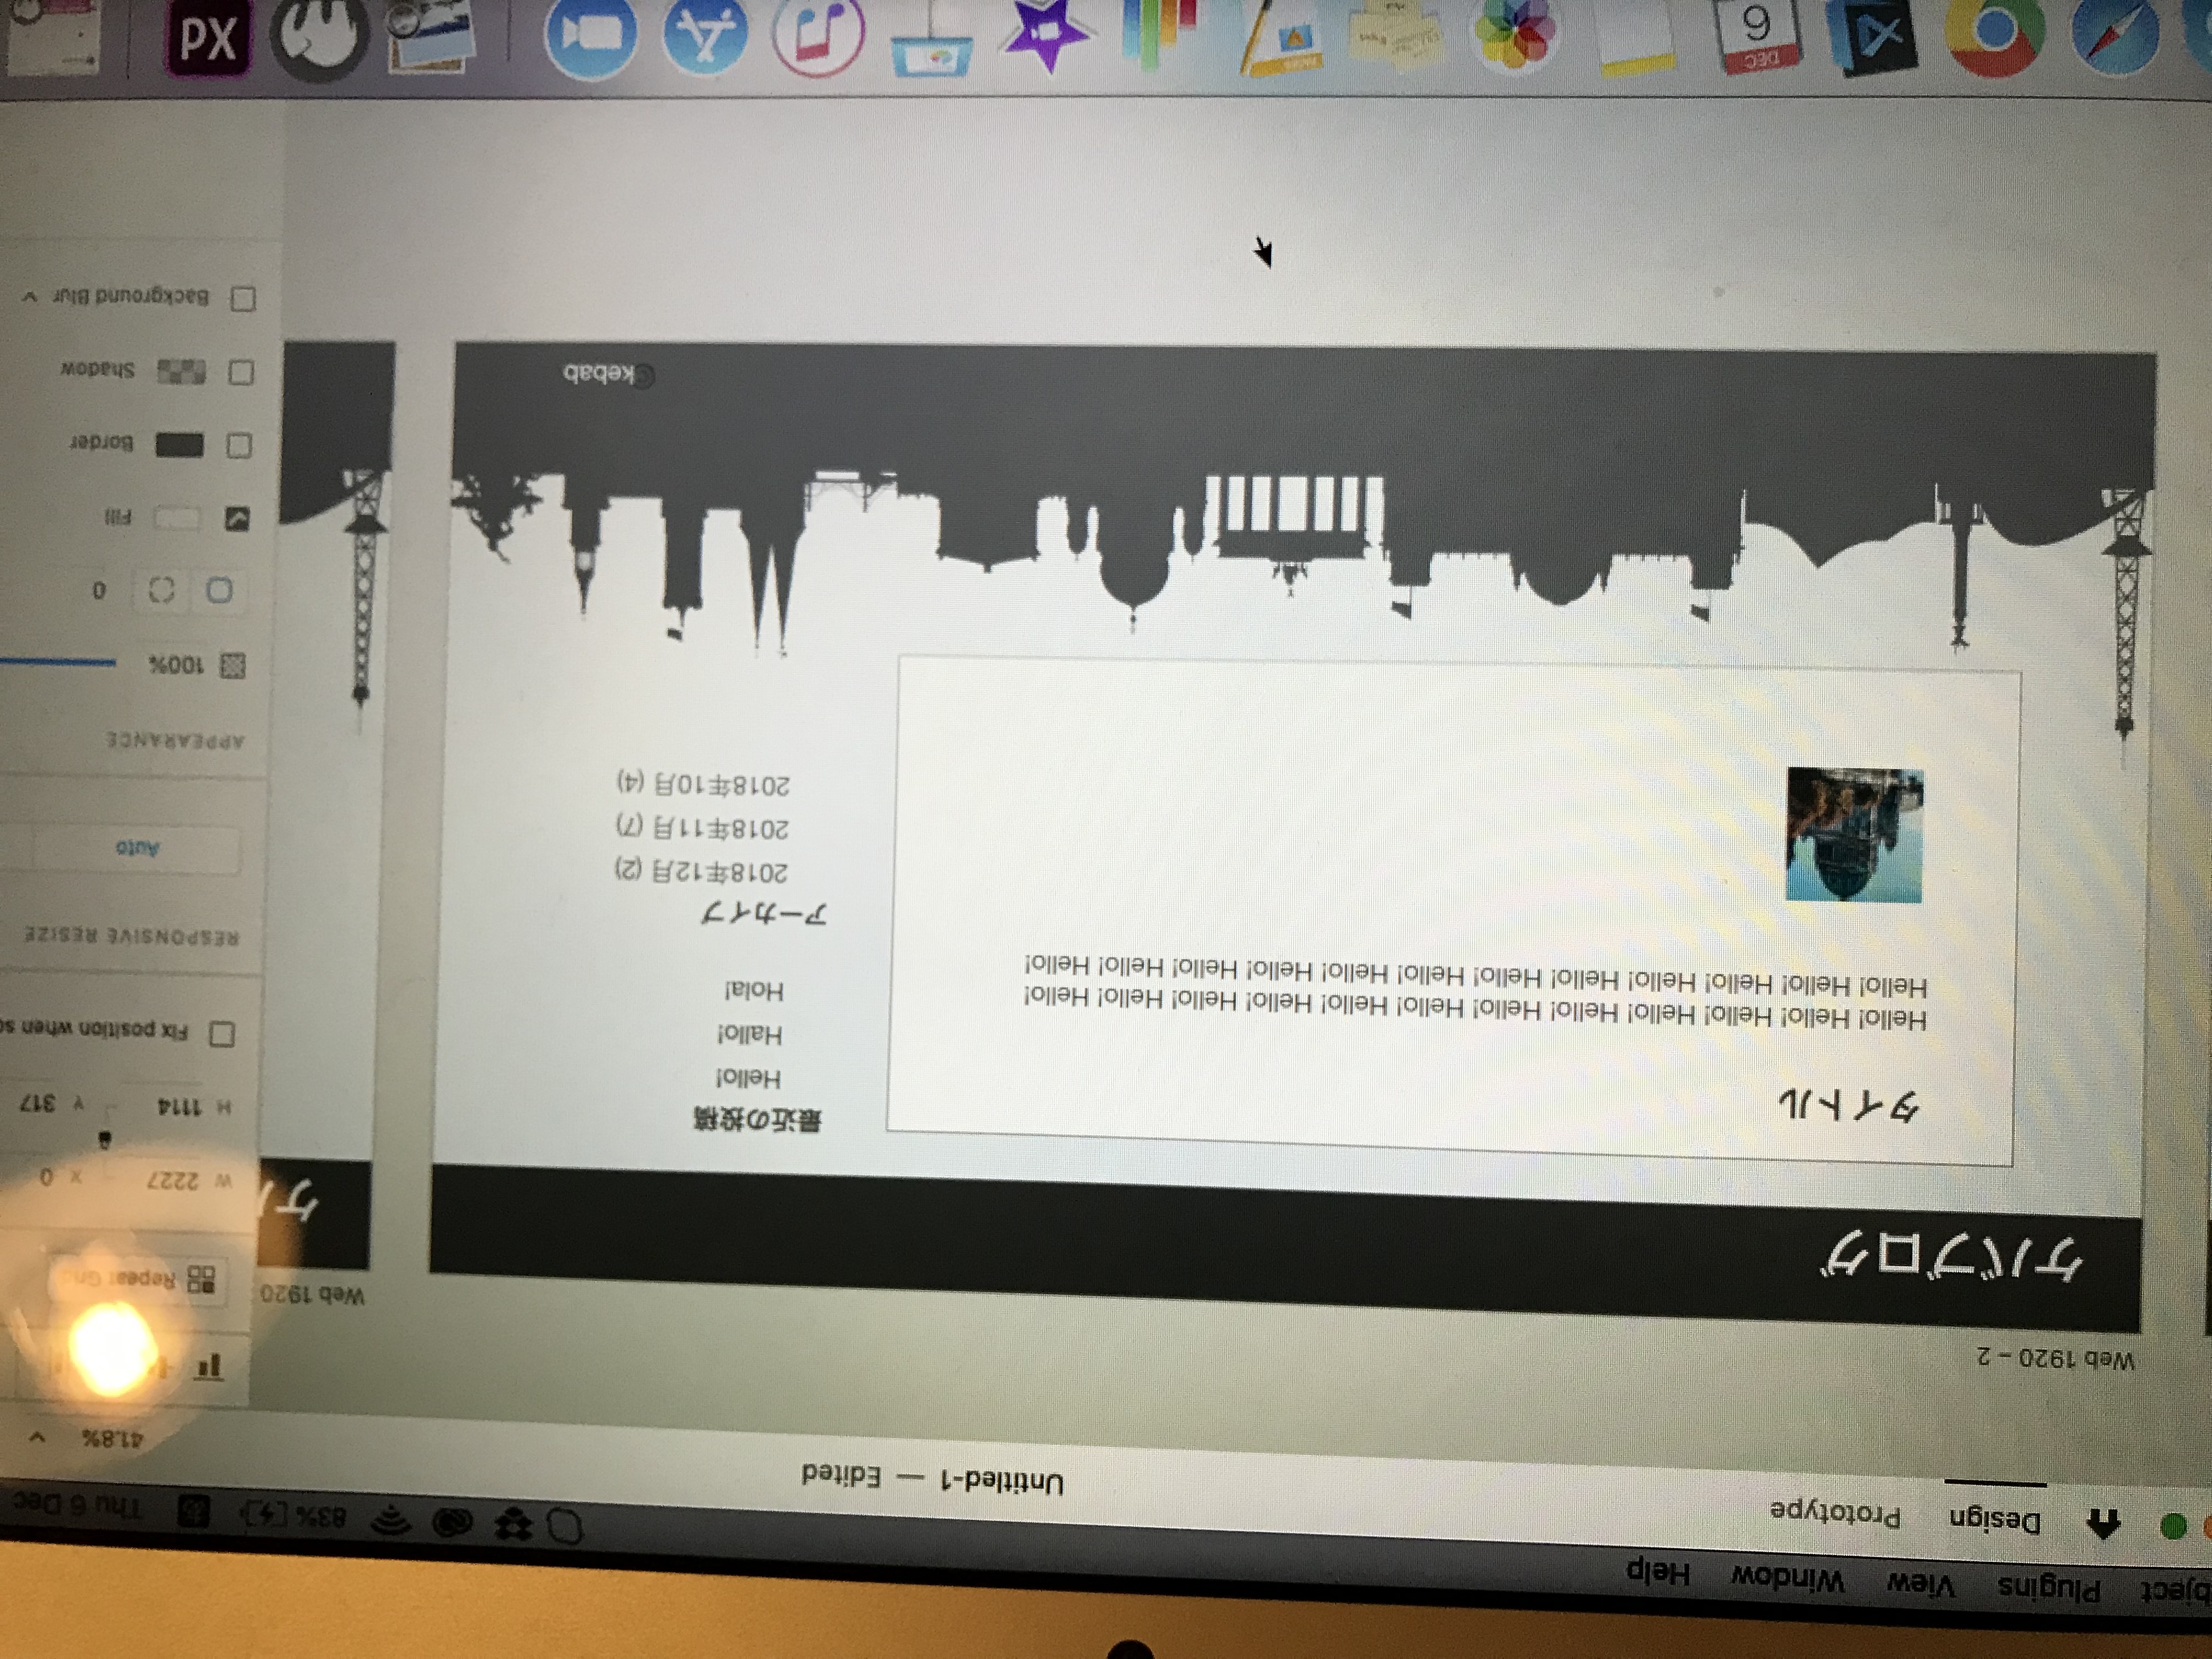 bject Plugins View Window Help
83% Thu 6 Dec
Design Prototype
Untitled-1 — Edited
41.8%
Web 1920 – 2
Web 1920
Repeat Gri
ケバブログ
ケバ
W 2227 X 0
H 1114 Y 317
タイトル
Hello! Hello! Hello! Hello! Hello! Hello! Hello! Hello! Hello! Hello! Hello! Hello!
Hello! Hello! Hello! Hello! Hello! Hello! Hello! Hello! Hello! Hello! Hello! Hello!
最近の投稿
Hello!
Hallo!
Hola!
アーカイブ
2018年12月 (2)
2018年11月 (7)
2018年10月 (4)
©kebab
Fix position when sc
RESPONSIVE RESIZE
Auto
APPEARANCE
100%
0
Fill
Border
Shadow
Background Blur
DEC
6
PAGES
Xd